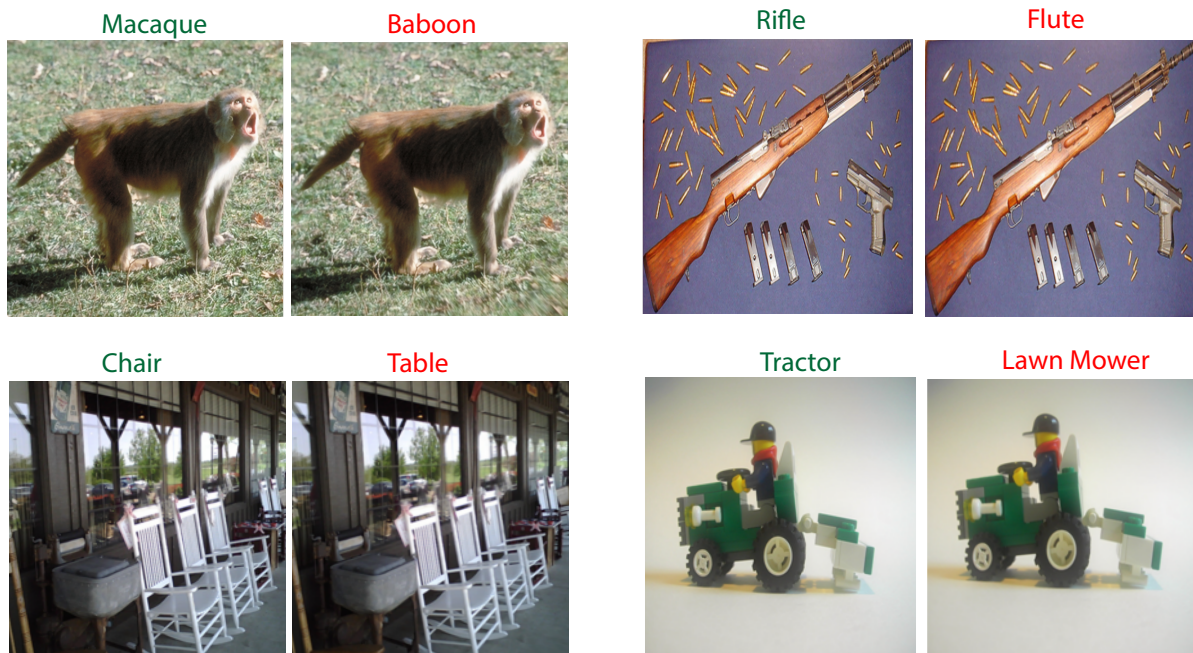 Macaque
Baboon
Rifle
Flute
Chair
Table
Tractor
Lawn Mower